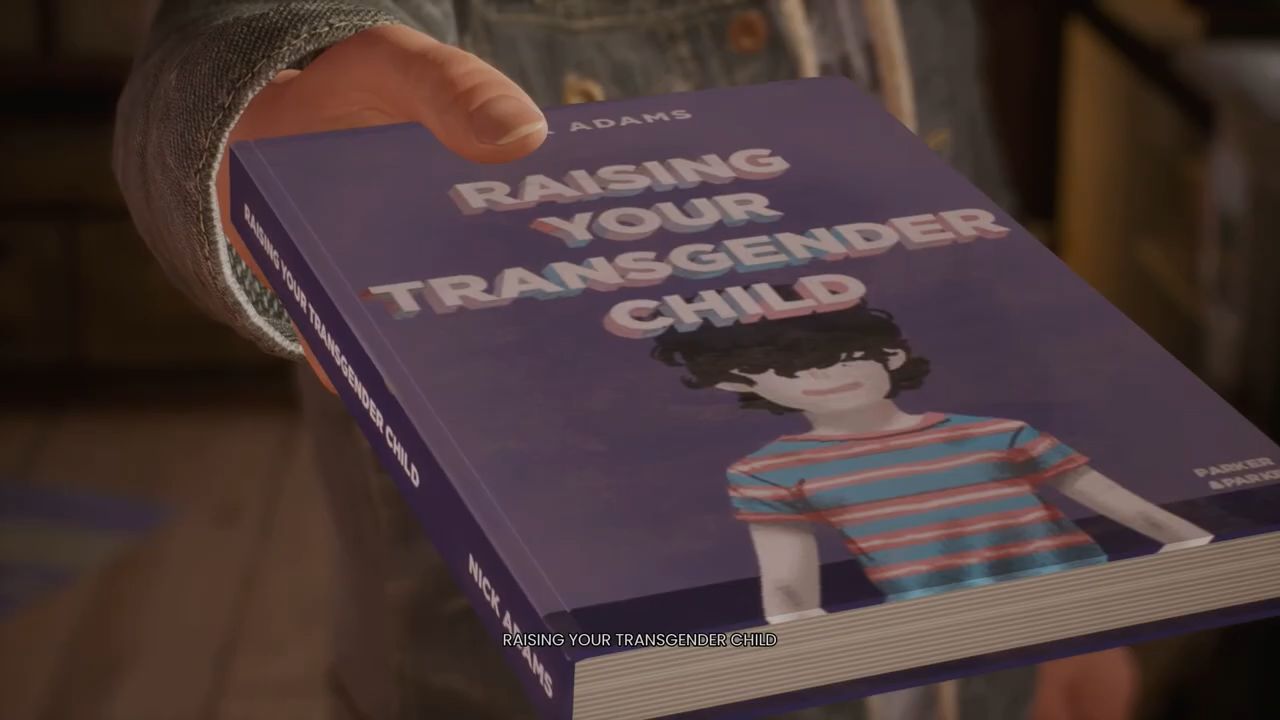 ADAMS
RAISING
YOUR
TRANSGENDER
CHILD
PARKER
RAISING YOUR TRANSGENDER CHILD
NICK ADAMS
RAISING YOUR TRANSGENDER CHILD